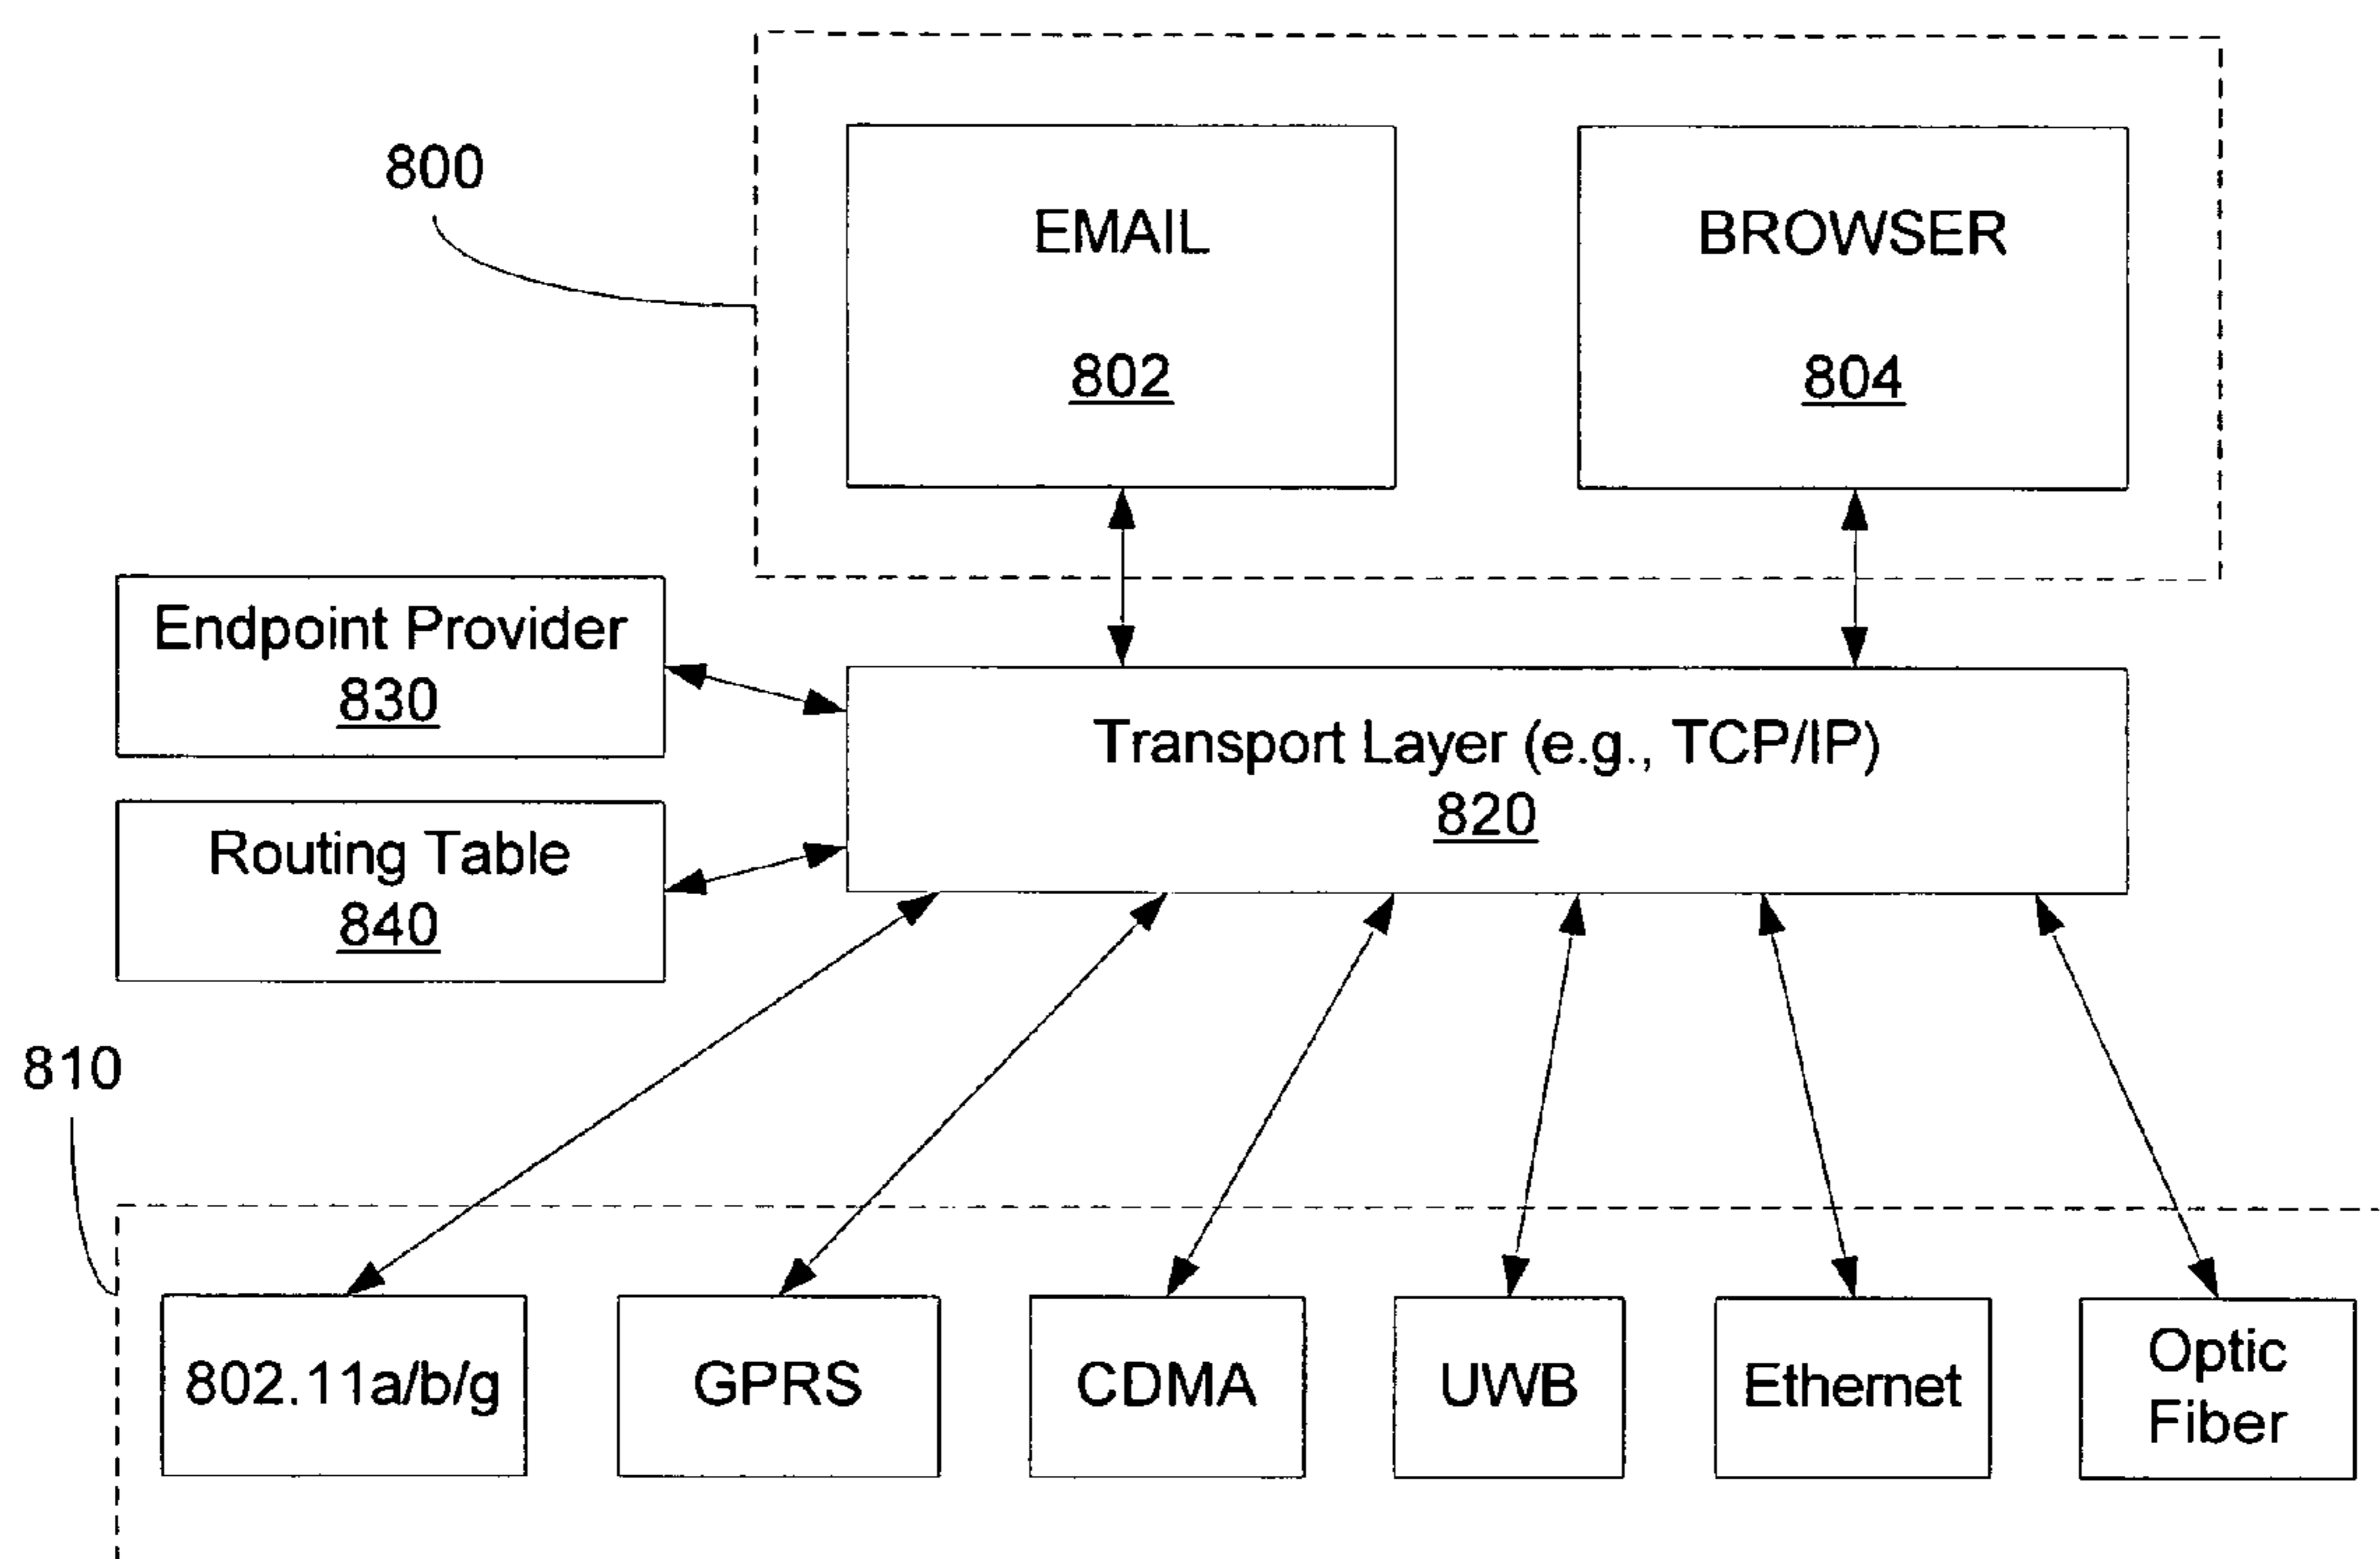 800
EMAIL
802
BROWSER
804
Endpoint Provider
830
Transport Layer (e.g., TCP/IP)
820
Routing Table
840
810
802.11a/b/g
GPRS
CDMA
UWB
Ethernet
Optic
Fiber